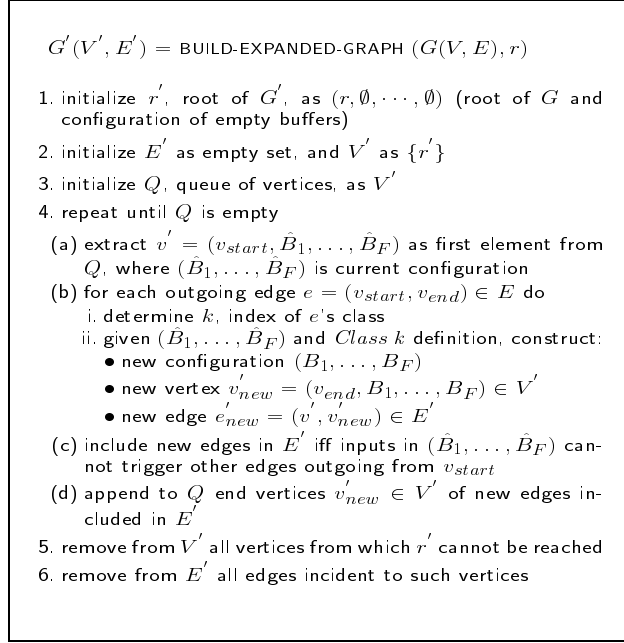 G′(V′, E′) = BUILD-EXPANDED-GRAPH (G(V, E), r)
1. initialize r′, root of G′, as (r, ∅, ⋯, ∅) (root of G and
configuration of empty buffers)
2. initialize E′ as empty set, and V′ as {r′}
3. initialize Q, queue of vertices, as V′
4. repeat until Q is empty
(a) extract v′ = (v_start, B̂_1, . . . , B̂_F) as first element from
Q, where (B̂_1, . . . , B̂_F) is current configuration
(b) for each outgoing edge e = (v_start, v_end) ∈ E do
i. determine k, index of e's class
ii. given (B̂_1, . . . , B̂_F) and Class k definition, construct:
• new configuration (B_1, . . . , B_F)
• new vertex v′_new = (v_end, B_1, . . . , B_F) ∈ V′
• new edge e′_new = (v′, v′_new) ∈ E′
(c) include new edges in E′ iff inputs in (B̂_1, . . . , B̂_F) can-
not trigger other edges outgoing from v_start
(d) append to Q end vertices v′_new ∈ V′ of new edges in-
cluded in E′
5. remove from V′ all vertices from which r′ cannot be reached
6. remove from E′ all edges incident to such vertices